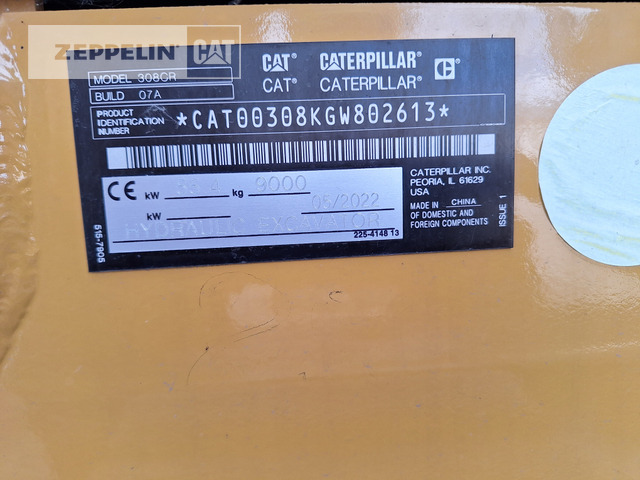 ZEPPELIN CAT
CAT CATERPILLAR
CAT® CATERPILLAR® C
MODEL 308CR
BUILD 07A
PRODUCT IDENTIFICATION NUMBER *CAT00308KGW802613*
CE kW kg 9000
kW 05/2022
HYDRAULIC EXCAVATOR
225-4148 13
CATERPILLAR INC.
PEORIA, IL 61629
USA
MADE IN CHINA
OF DOMESTIC AND
FOREIGN COMPONENTS
ISSUE 1
515-7905